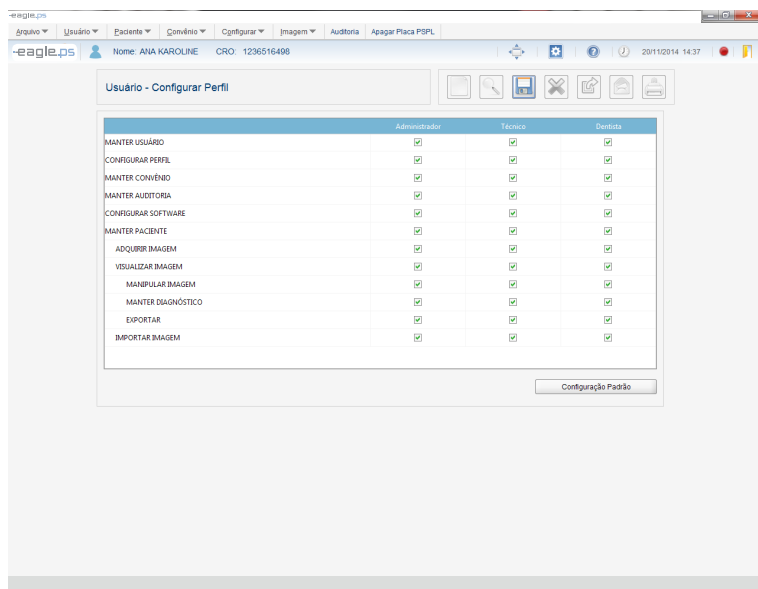 -eagle.ps
Arquivo Usuário Paciente Convênio Configurar Imagem Auditoria Apagar Placa PSPL
-eagle.ps Nome: ANA KAROLINE CRO: 1236516498 20/11/2014 14:37
Usuário - Configurar Perfil
Administrador Técnico Dentista
MANTER USUÁRIO
CONFIGURAR PERFIL
MANTER CONVÊNIO
MANTER AUDITORIA
CONFIGURAR SOFTWARE
MANTER PACIENTE
ADQUIRIR IMAGEM
VISUALIZAR IMAGEM
MANIPULAR IMAGEM
MANTER DIAGNÓSTICO
EXPORTAR
IMPORTAR IMAGEM
Configuração Padrão